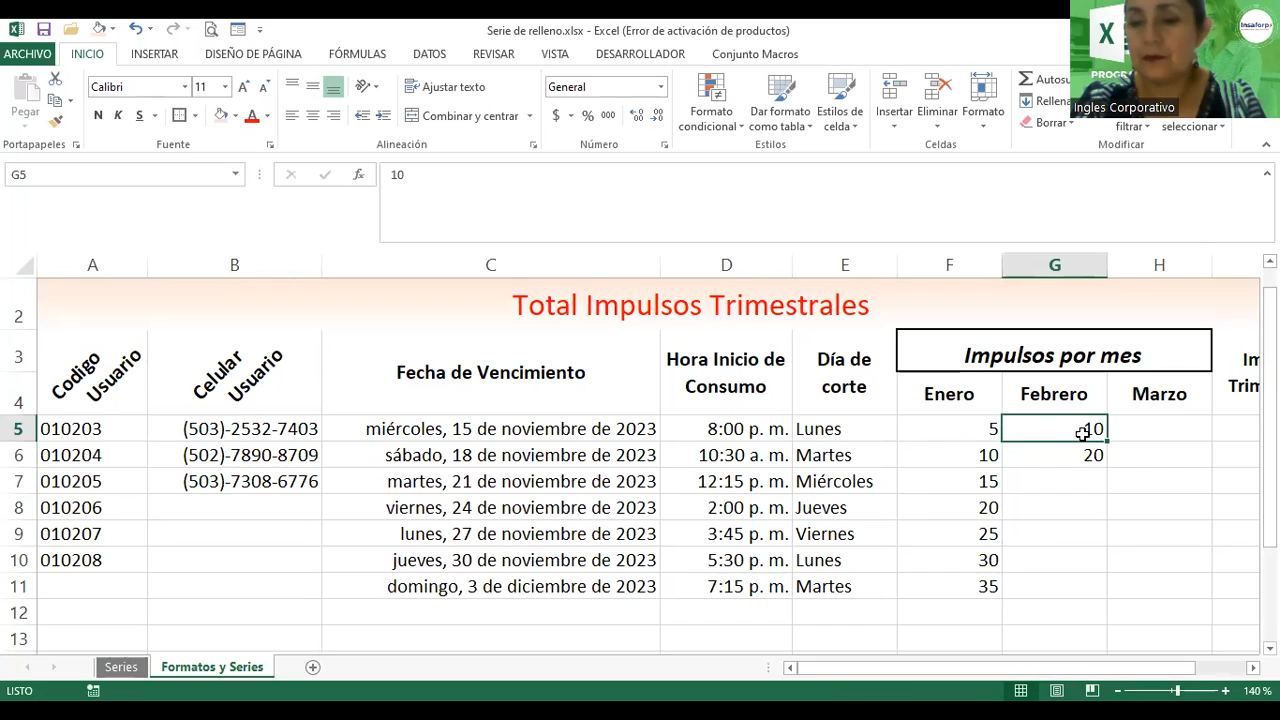 Serie de relleno.xlsx - Excel (Error de activación de productos)
ARCHIVO INICIO INSERTAR DISEÑO DE PÁGINA FÓRMULAS DATOS REVISAR VISTA DESARROLLADOR Conjunto Macros
Insaforp
Ingles Corporativo
Pegar
Calibri 11
N K S
Ajustar texto
Combinar y centrar
General
$ % 000
Formato condicional
Dar formato como tabla
Estilos de celda
Insertar Eliminar Formato
Borrar
filtrar
seleccionar
Portapapeles Fuente Alineación Número Estilos Celdas Modificar
G5 fx 10
A B C D E F G H
2 Total Impulsos Trimestrales
3 Codigo Usuario Celular Usuario Fecha de Vencimiento Hora Inicio de Consumo Día de corte Impulsos por mes
4 Enero Febrero Marzo
5 010203 (503)-2532-7403 miércoles, 15 de noviembre de 2023 8:00 p. m. Lunes 5 10
6 010204 (502)-7890-8709 sábado, 18 de noviembre de 2023 10:30 a. m. Martes 10 20
7 010205 (503)-7308-6776 martes, 21 de noviembre de 2023 12:15 p. m. Miércoles 15
8 010206 viernes, 24 de noviembre de 2023 2:00 p. m. Jueves 20
9 010207 lunes, 27 de noviembre de 2023 3:45 p. m. Viernes 25
10 010208 jueves, 30 de noviembre de 2023 5:30 p. m. Lunes 30
11 domingo, 3 de diciembre de 2023 7:15 p. m. Martes 35
12
13
Series Formatos y Series
LISTO 140 %